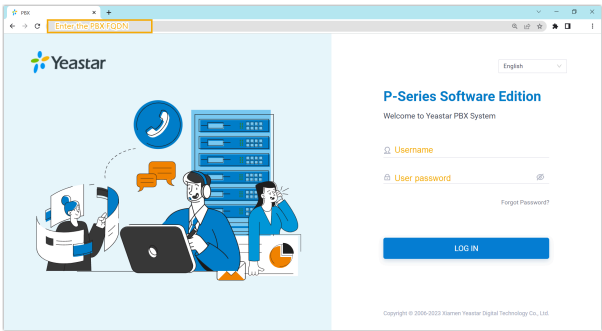 PBX
Enter the PBX FQDN
Yeastar
English
P-Series Software Edition
Welcome to Yeastar PBX System
Username
User password
Forgot Password?
LOG IN
Copyright © 2006-2023 Xiamen Yeastar Digital Technology Co., Ltd.